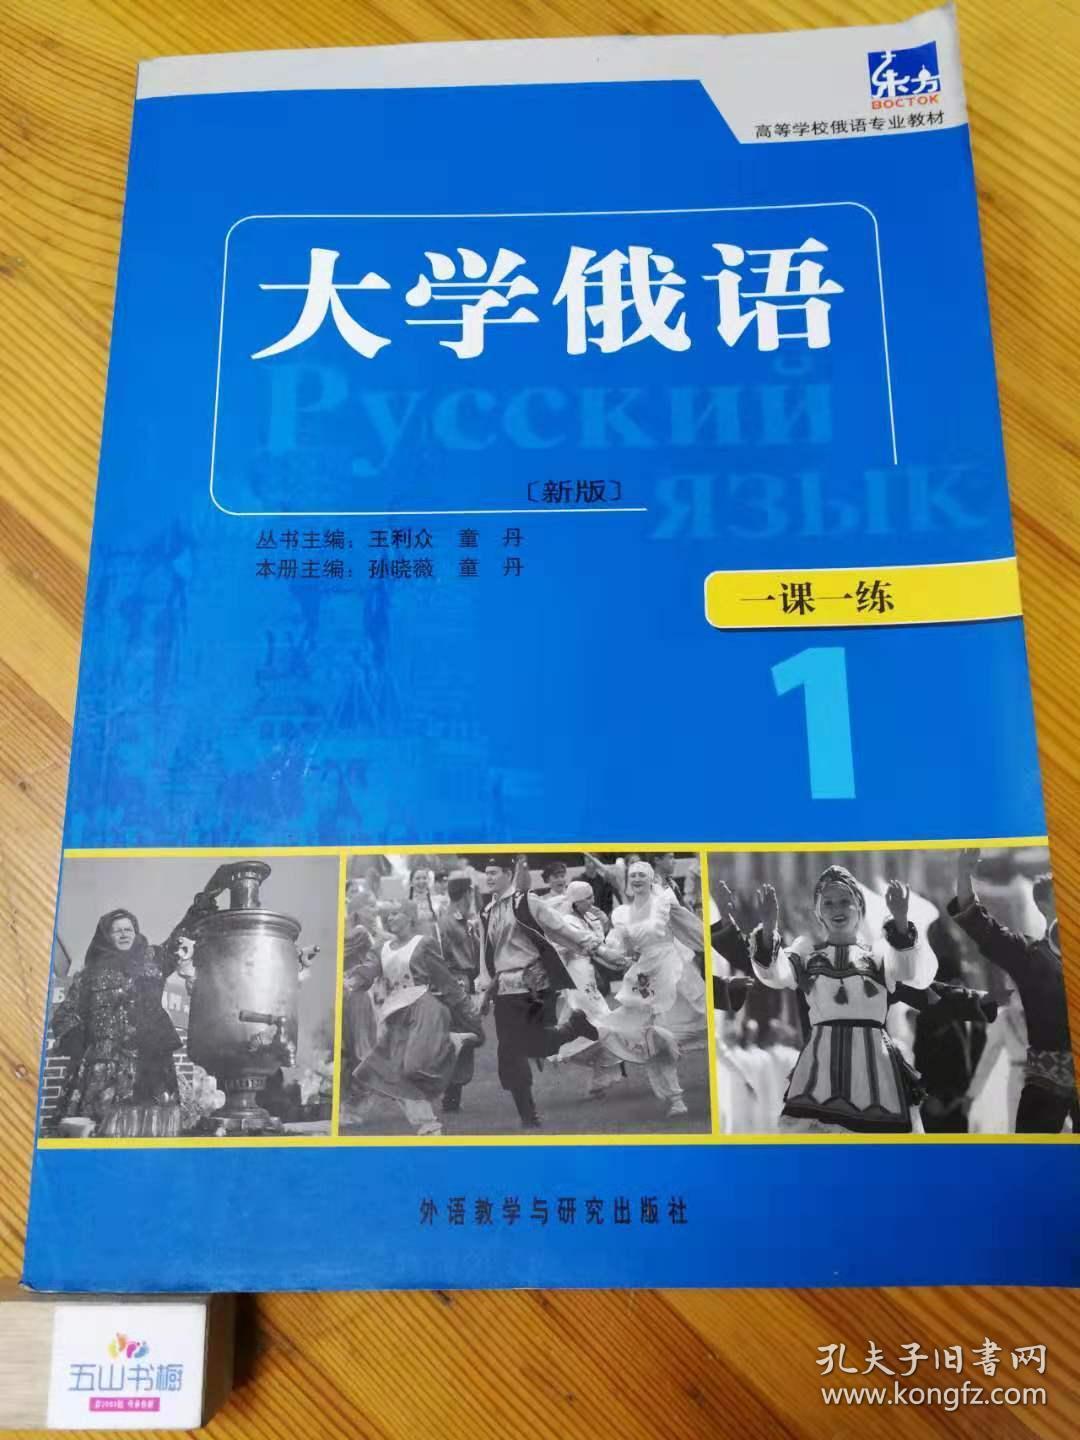 东方
ВОСТОК
高等学校俄语专业教材
大学俄语
Русский
язык
〔新版〕
丛书主编：王利众 童 丹
本册主编：孙晓薇 童 丹
一课一练
1
外语教学与研究出版社
五山书橱
孔夫子旧書网
www.kongfz.com